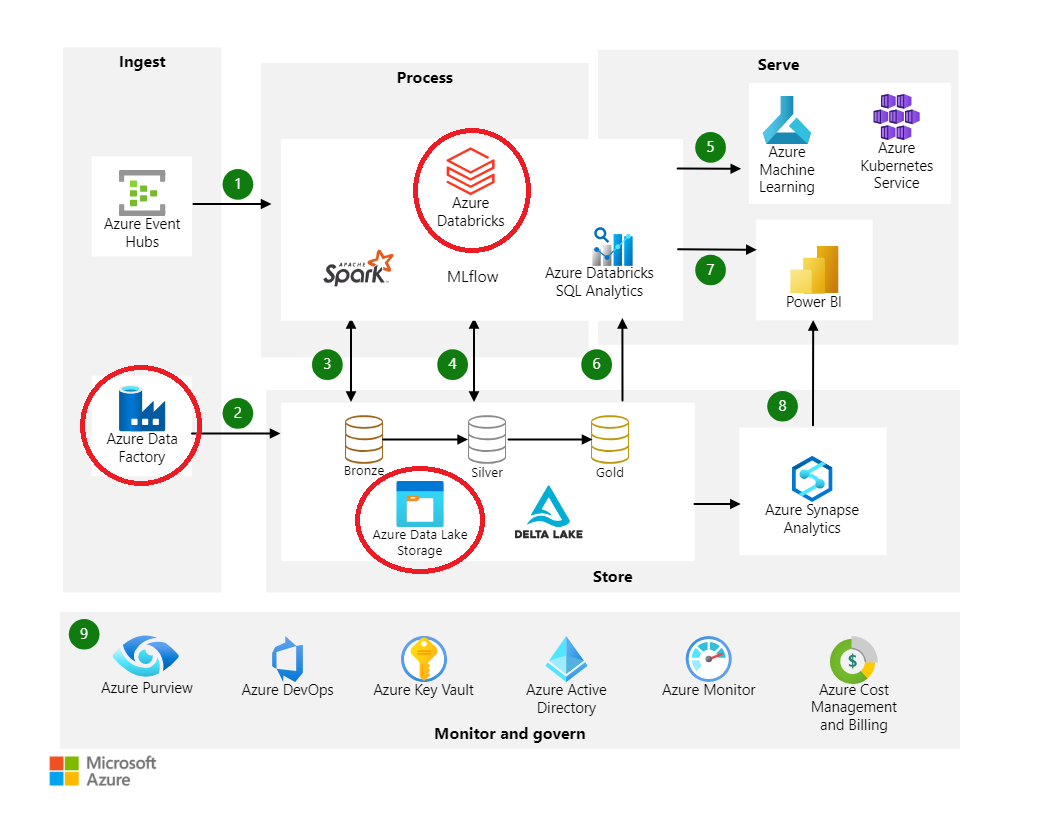 Ingest
Process
Serve
Azure Event
Hubs
1
Azure
Databricks
APACHE
Spark
MLflow
Azure Databricks
SQL Analytics
5
Azure
Machine
Learning
Azure
Kubernetes
Service
7
Power BI
3
4
6
8
Azure Data
Factory
2
Bronze
Silver
Gold
Azure Data Lake
Storage
DELTA LAKE
Azure Synapse
Analytics
Store
9
Azure Purview
Azure DevOps
Azure Key Vault
Azure Active
Directory
Azure Monitor
$
Azure Cost
Management
and Billing
Monitor and govern
Microsoft
Azure